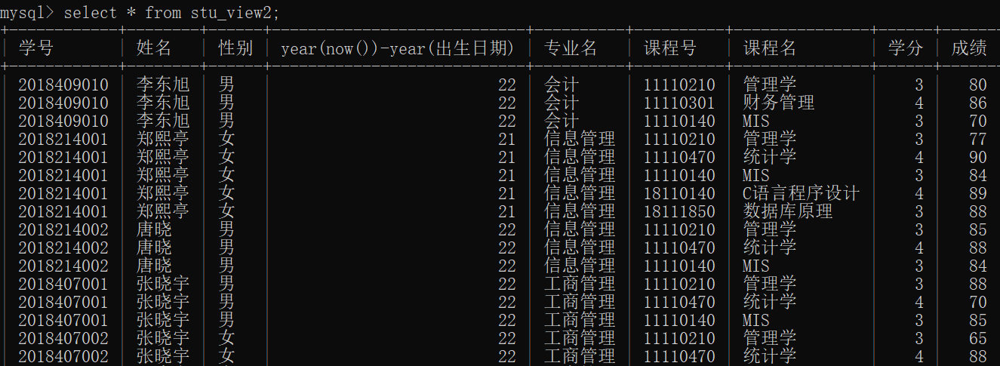 mysql> select * from stu_view2;
学号 | 姓名 | 性别 | year(now())-year(出生日期) | 专业名 | 课程号 | 课程名 | 学分 | 成绩
2018409010 | 李东旭 | 男 | 22 | 会计 | 11110210 | 管理学 | 3 | 80
2018409010 | 李东旭 | 男 | 22 | 会计 | 11110301 | 财务管理 | 4 | 86
2018409010 | 李东旭 | 男 | 22 | 会计 | 11110140 | MIS | 3 | 70
2018214001 | 郑熙亭 | 女 | 21 | 信息管理 | 11110210 | 管理学 | 3 | 77
2018214001 | 郑熙亭 | 女 | 21 | 信息管理 | 11110470 | 统计学 | 4 | 90
2018214001 | 郑熙亭 | 女 | 21 | 信息管理 | 11110140 | MIS | 3 | 84
2018214001 | 郑熙亭 | 女 | 21 | 信息管理 | 18110140 | C语言程序设计 | 4 | 89
2018214001 | 郑熙亭 | 女 | 21 | 信息管理 | 18111850 | 数据库原理 | 3 | 88
2018214002 | 唐晓 | 男 | 22 | 信息管理 | 11110210 | 管理学 | 3 | 85
2018214002 | 唐晓 | 男 | 22 | 信息管理 | 11110470 | 统计学 | 4 | 88
2018214002 | 唐晓 | 男 | 22 | 信息管理 | 11110140 | MIS | 3 | 84
2018407001 | 张晓宇 | 男 | 22 | 工商管理 | 11110210 | 管理学 | 3 | 88
2018407001 | 张晓宇 | 男 | 22 | 工商管理 | 11110470 | 统计学 | 4 | 70
2018407001 | 张晓宇 | 男 | 22 | 工商管理 | 11110140 | MIS | 3 | 85
2018407002 | 张晓宇 | 女 | 22 | 工商管理 | 11110210 | 管理学 | 3 | 65
2018407002 | 张晓宇 | 女 | 22 | 工商管理 | 11110470 | 统计学 | 4 | 88